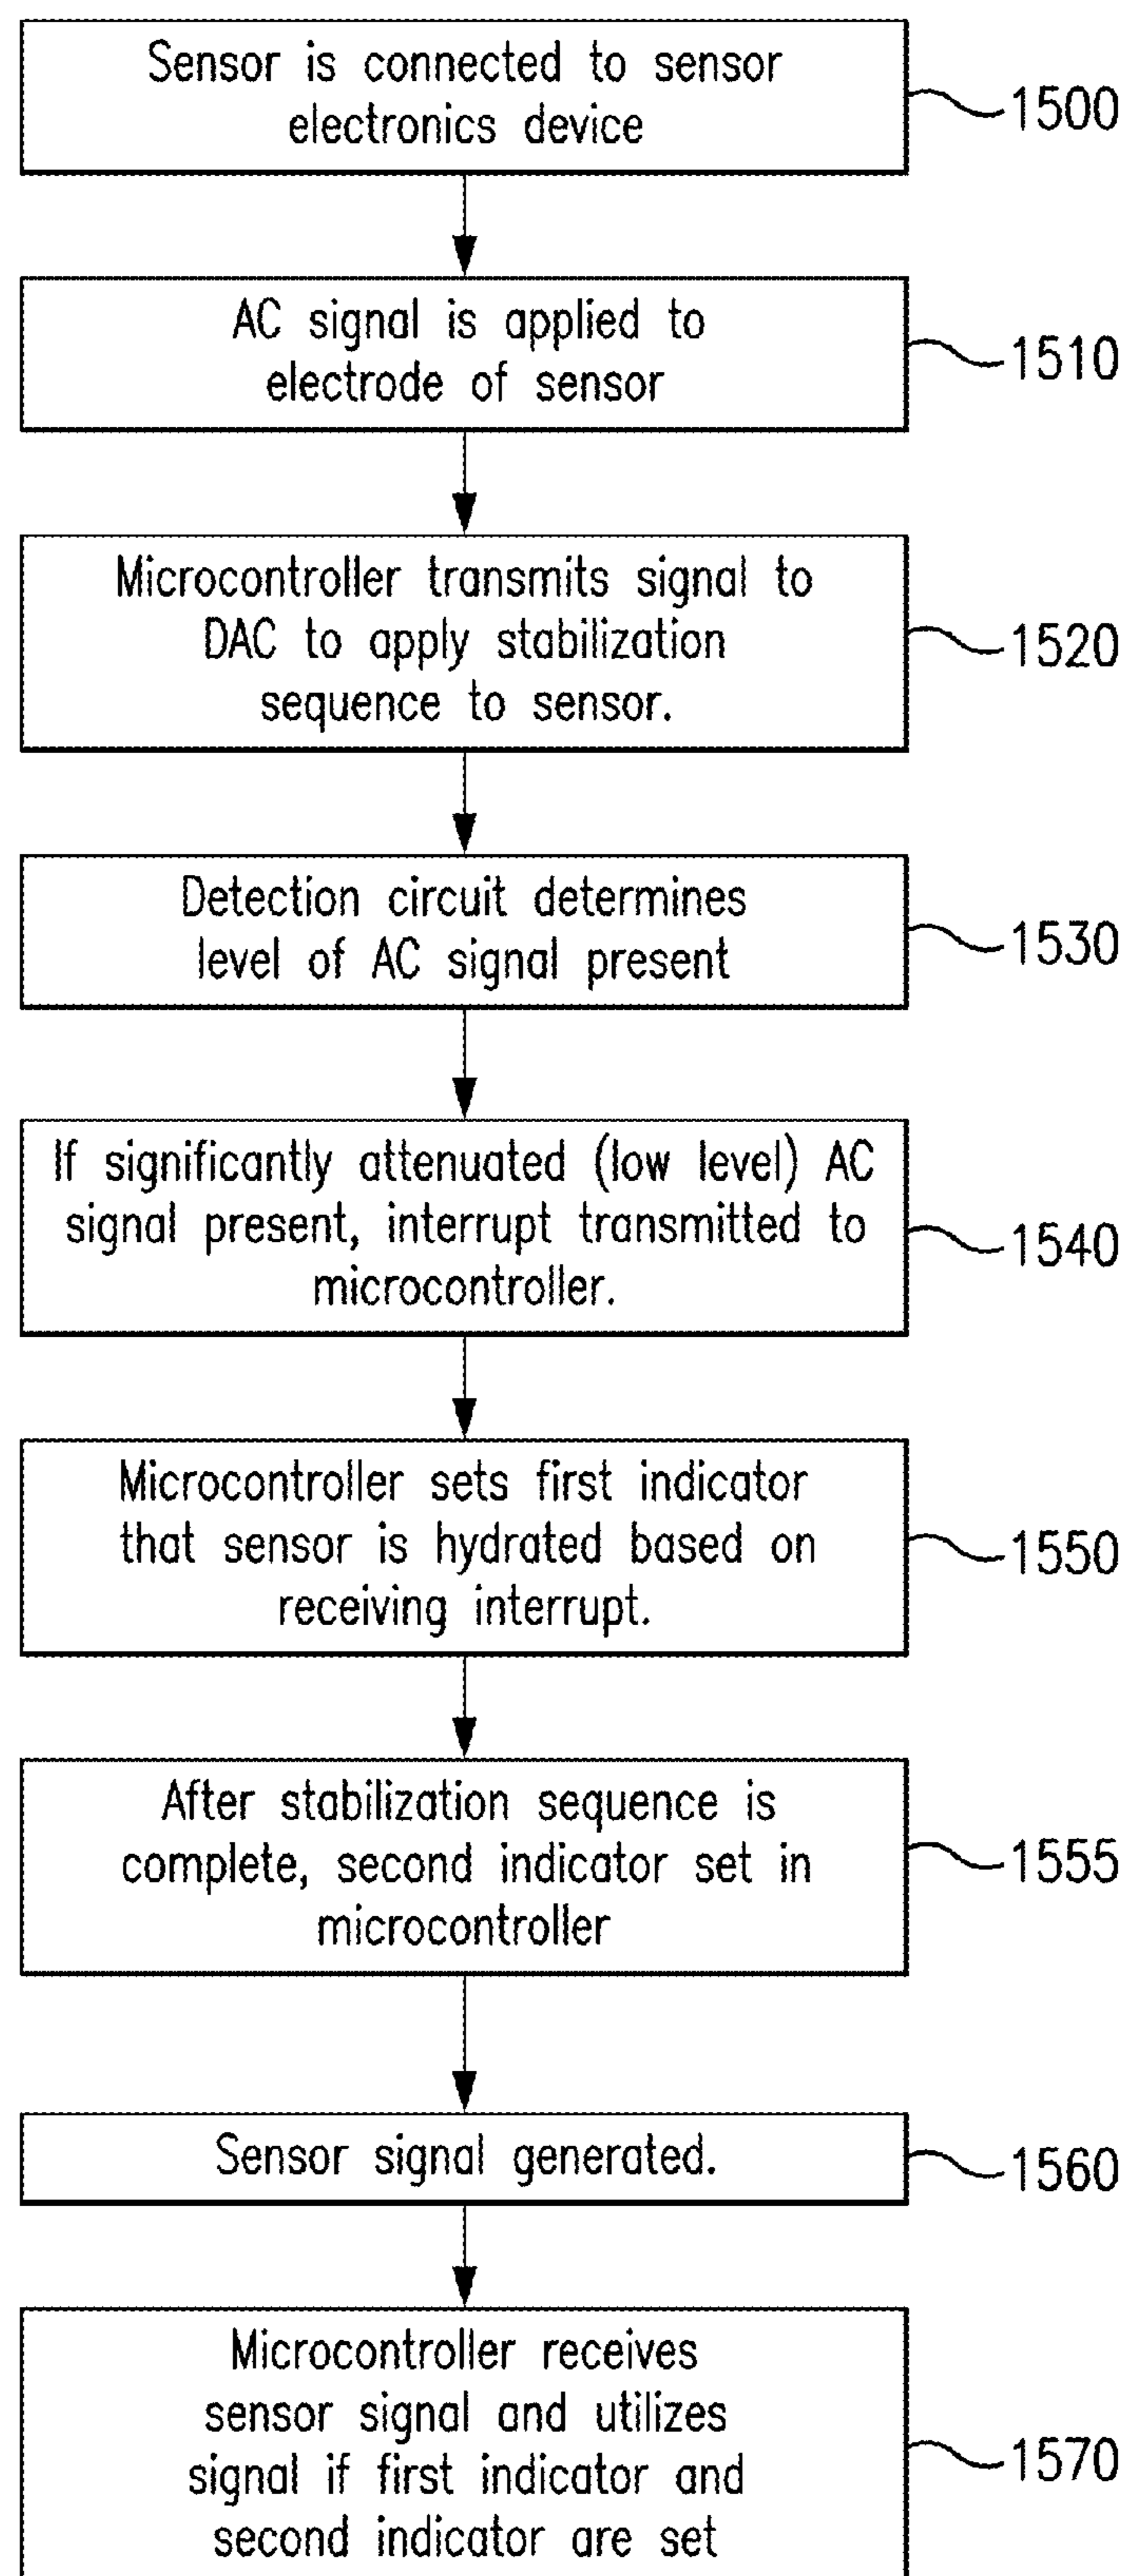 Sensor is connected to sensor
electronics device
1500
AC signal is applied to
electrode of sensor
1510
Microcontroller transmits signal to
DAC to apply stabilization
sequence to sensor.
1520
Detection circuit determines
level of AC signal present
1530
If significantly attenuated (low level) AC
signal present, interrupt transmitted to
microcontroller.
1540
Microcontroller sets first indicator
that sensor is hydrated based on
receiving interrupt.
1550
After stabilization sequence is
complete, second indicator set in
microcontroller
1555
Sensor signal generated.
1560
Microcontroller receives
sensor signal and utilizes
signal if first indicator and
second indicator are set
1570